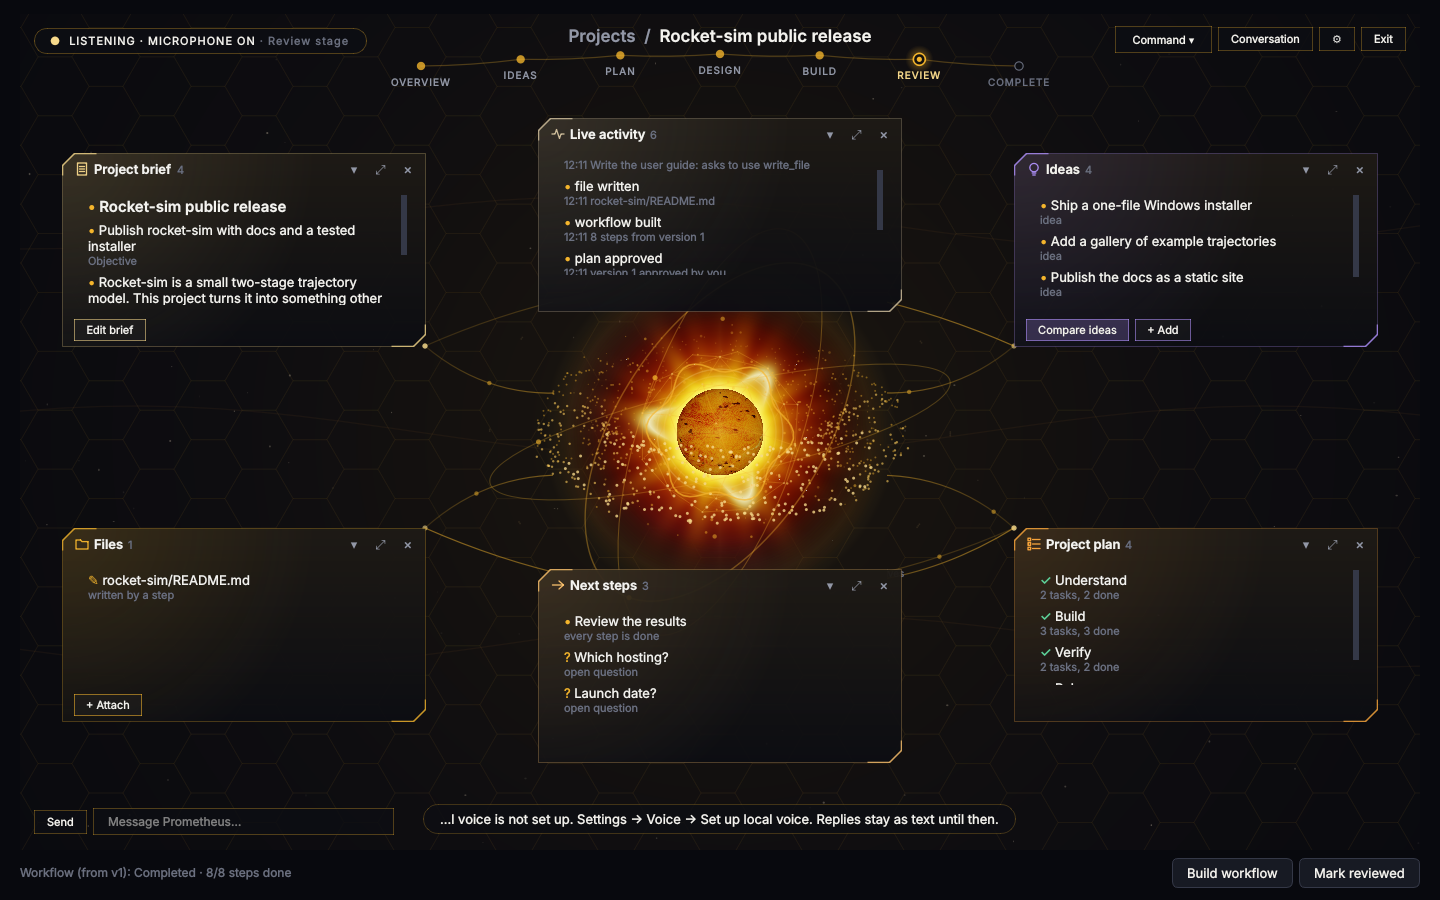 LISTENING · MICROPHONE ON · Review stage
Projects / Rocket-sim public release
Command ▾
Conversation
Exit
OVERVIEW
IDEAS
PLAN
DESIGN
BUILD
REVIEW
COMPLETE
Project brief 4
• Rocket-sim public release
• Publish rocket-sim with docs and a tested
installer
Objective
• Rocket-sim is a small two-stage trajectory
model. This project turns it into something other
Edit brief
Live activity 6
12:11 Write the user guide: asks to use write_file
• file written
12:11 rocket-sim/README.md
• workflow built
12:11 8 steps from version 1
• plan approved
12:11 version 1 approved by you
Ideas 4
• Ship a one-file Windows installer
idea
• Add a gallery of example trajectories
idea
• Publish the docs as a static site
idea
Compare ideas
+ Add
Files 1
✎ rocket-sim/README.md
written by a step
+ Attach
Next steps 3
• Review the results
every step is done
? Which hosting?
open question
? Launch date?
open question
Project plan 4
✓ Understand
2 tasks, 2 done
✓ Build
3 tasks, 3 done
✓ Verify
2 tasks, 2 done
Send
Message Prometheus...
...l voice is not set up. Settings → Voice → Set up local voice. Replies stay as text until then.
Workflow (from v1): Completed · 8/8 steps done
Build workflow
Mark reviewed